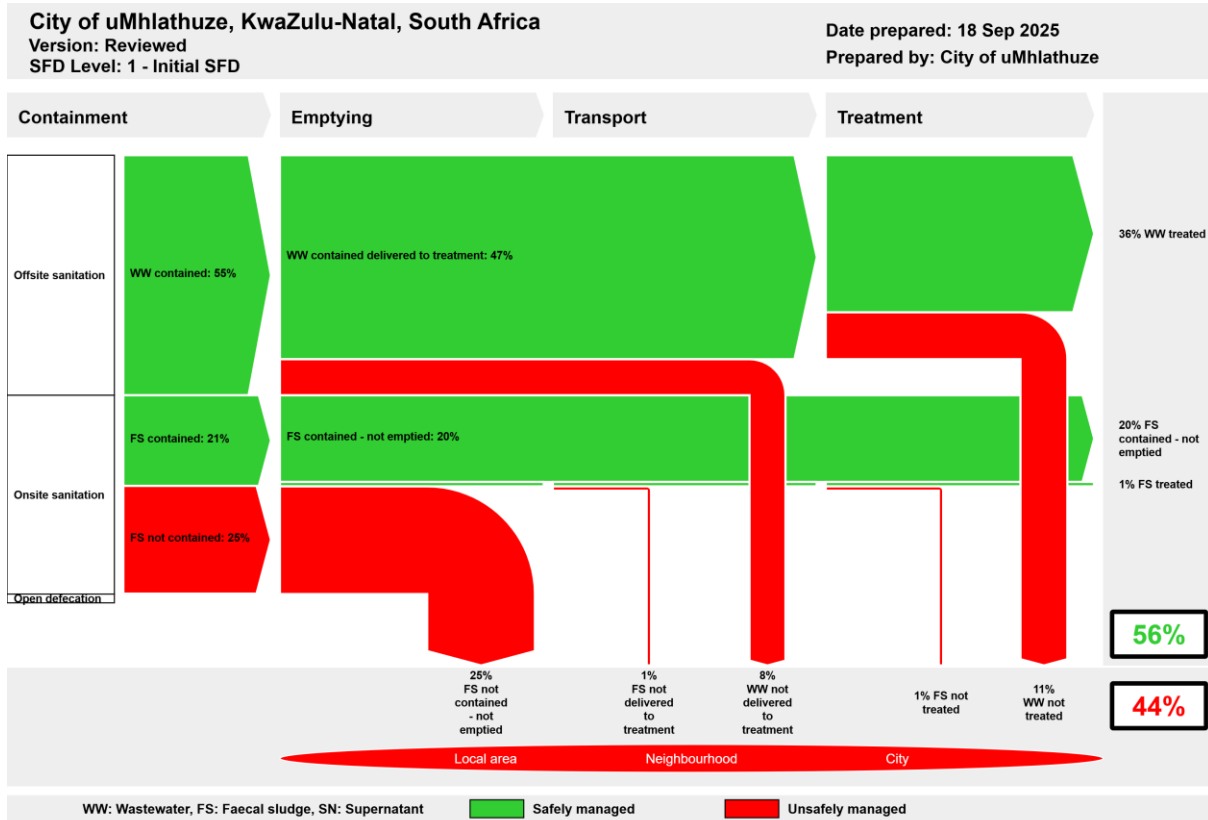 City of uMhlathuze, KwaZulu-Natal, South Africa
Version: Reviewed
SFD Level: 1 - Initial SFD
Date prepared: 18 Sep 2025
Prepared by: City of uMhlathuze
Containment
Emptying
Transport
Treatment
Offsite sanitation
WW contained: 55%
WW contained delivered to treatment: 47%
36% WW treated
Onsite sanitation
FS contained: 21%
FS contained - not emptied: 20%
20% FS
contained - not
emptied
1% FS treated
FS not contained: 25%
Open defecation
56%
44%
25%
FS not
contained
- not
emptied
1%
FS not
delivered
to
treatment
8%
WW not
delivered
to
treatment
1% FS not
treated
11%
WW not
treated
Local area
Neighbourhood
City
WW: Wastewater, FS: Faecal sludge, SN: Supernatant
Safely managed
Unsafely managed